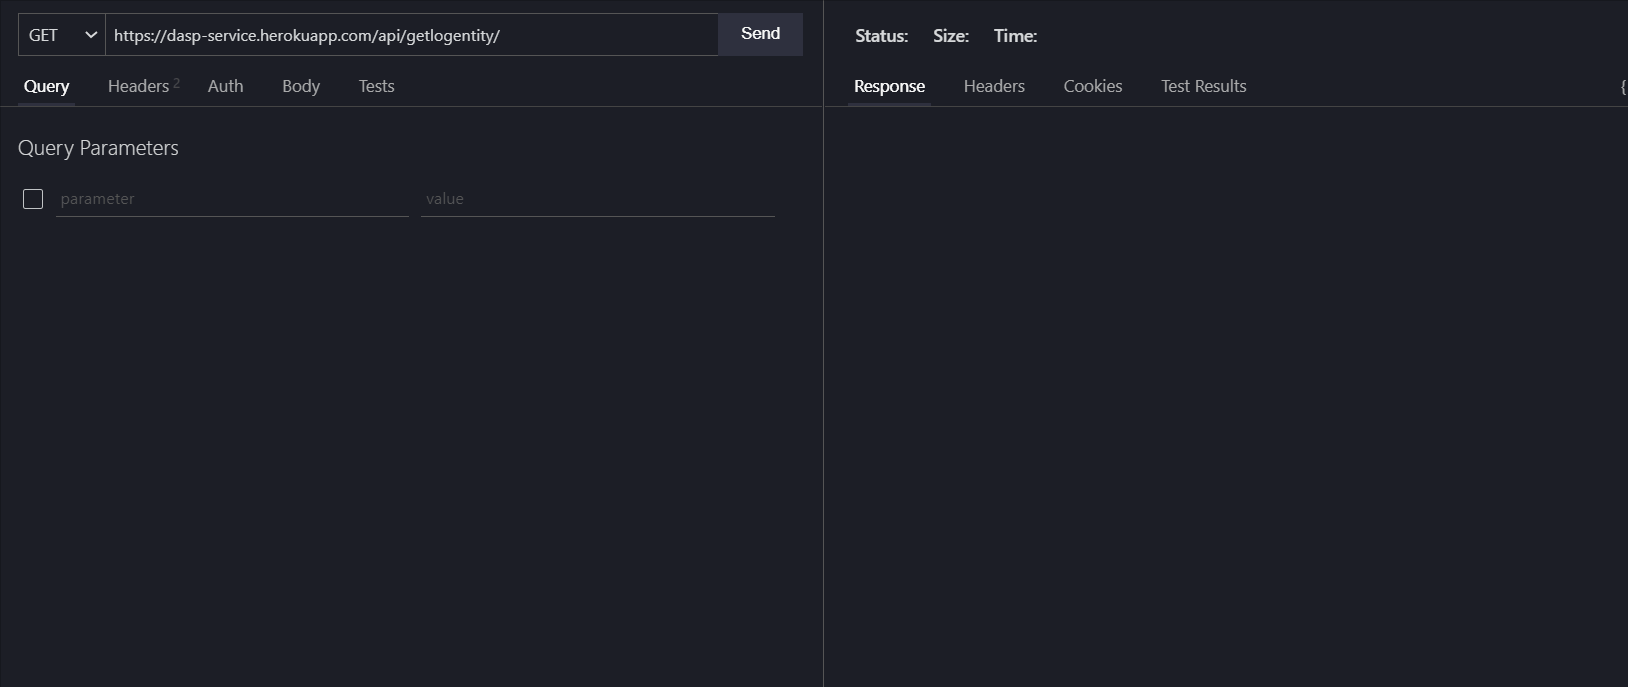 GET https://dasp-service.herokuapp.com/api/getlogentity/ Send
Query Headers 2 Auth Body Tests
Query Parameters
parameter value
Status: Size: Time:
Response Headers Cookies Test Results {